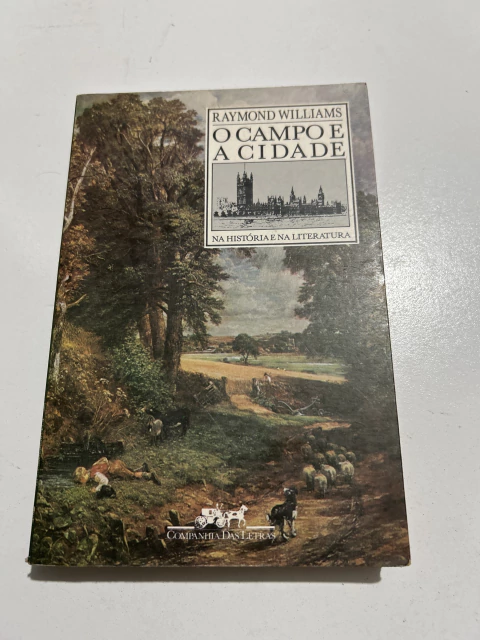 RAYMOND WILLIAMS
O CAMPO E
A CIDADE
NA HISTÓRIA E NA LITERATURA
COMPANHIA DAS LETRAS